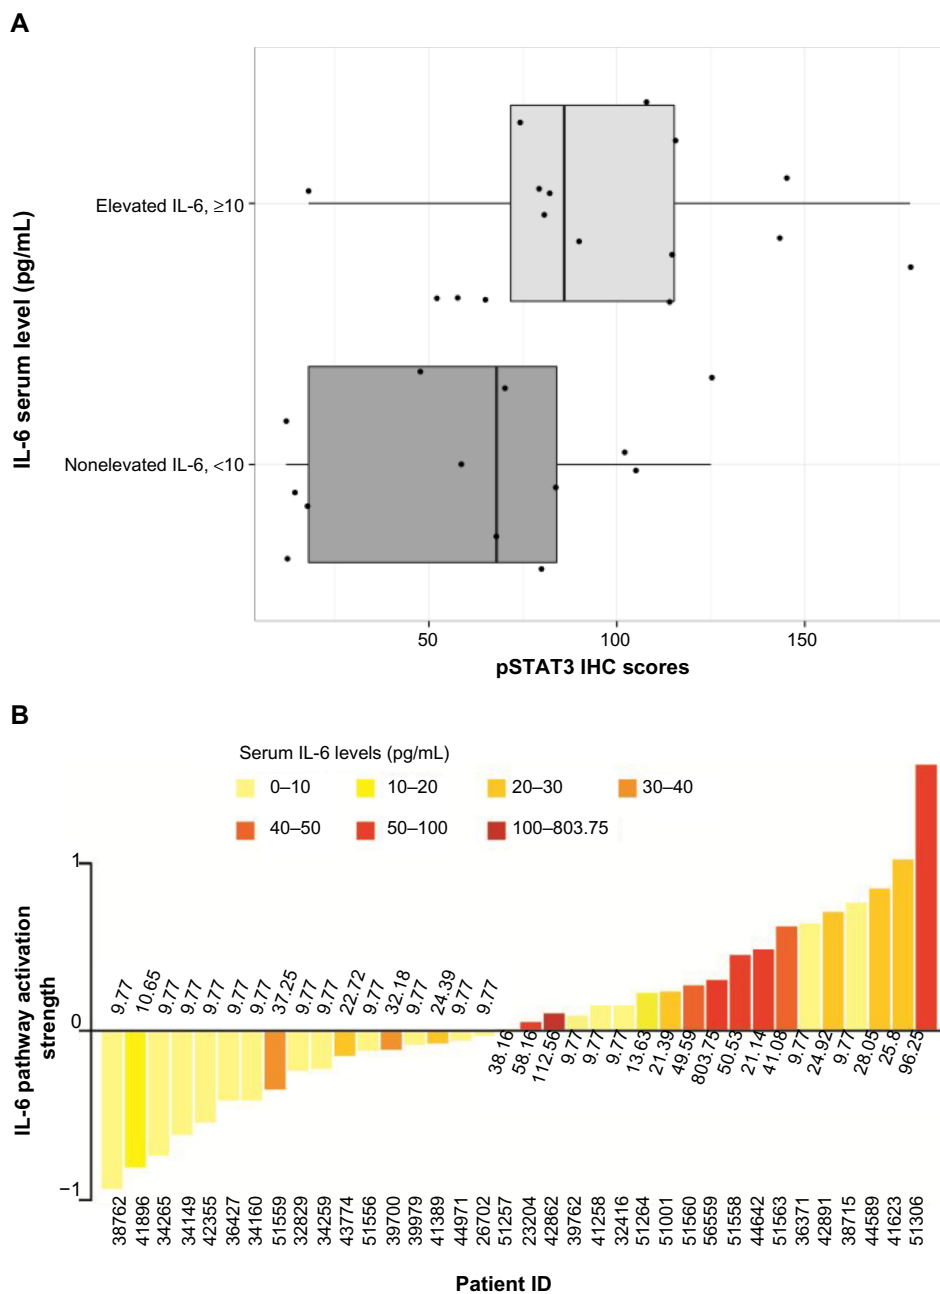 A
IL-6 serum level (pg/mL)
Elevated IL-6, ≥10
Nonelevated IL-6, <10
50 100 150
pSTAT3 IHC scores
B
Serum IL-6 levels (pg/mL)
0–10 10–20 20–30 30–40
40–50 50–100 100–803.75
IL-6 pathway activation
strength
1
0
−1
9.77 10.65 9.77 9.77 9.77 9.77 9.77 37.25 9.77 9.77 22.72 9.77 32.18 9.77 24.39 9.77 9.77
38.16 58.16 112.56 9.77 9.77 9.77 13.63 21.39 49.59 803.75 50.53 21.14 41.08 9.77 24.92 9.77 28.05 25.8 96.25
38762 41896 34265 34149 42355 36427 34160 51559 32829 34259 43774 51556 39700 39979 41389 44971 26702 51257 23204 42862 39762 41258 32416 51264 51001 51560 56559 51558 44642 51563 36371 42891 38715 44589 41623 51306
Patient ID